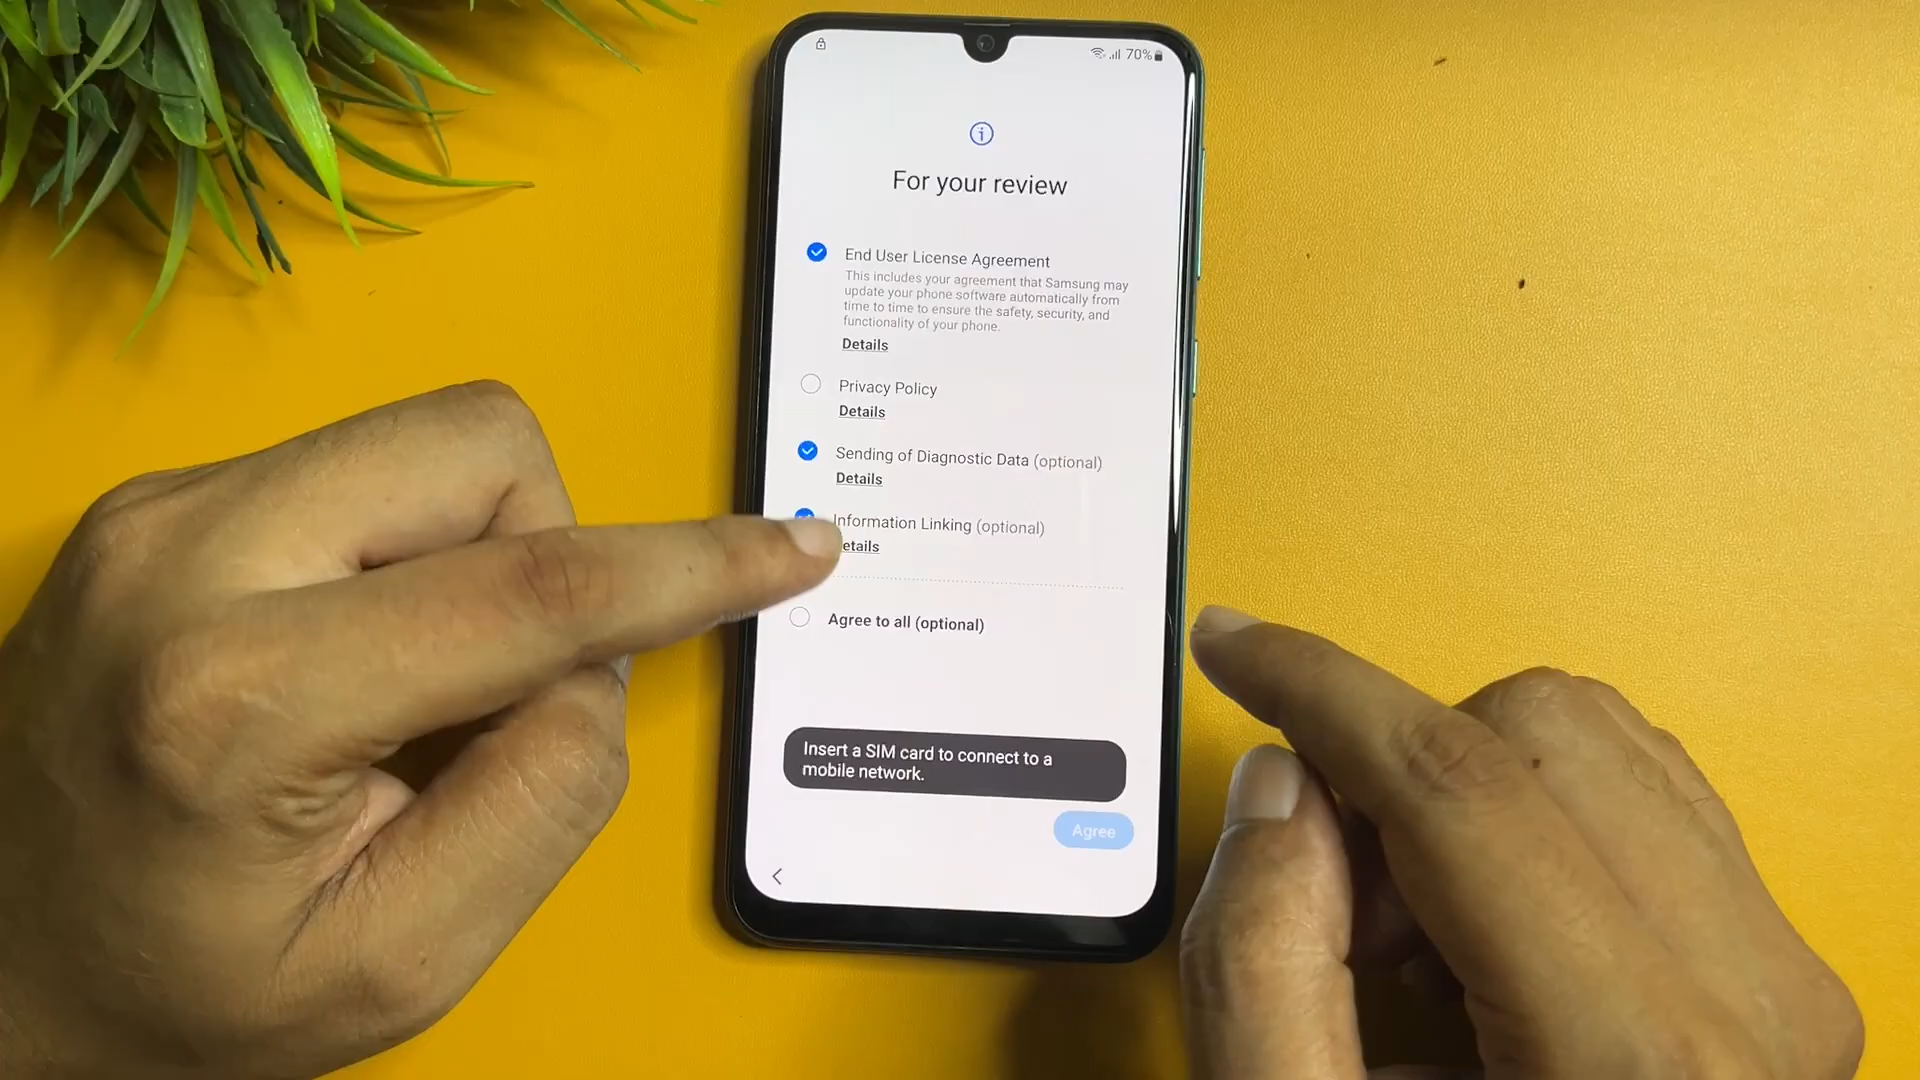 70%
For your review
End User License Agreement
This includes your agreement that Samsung may
update your phone software automatically from
time to time to ensure the safety, security, and
functionality of your phone.
Details
Privacy Policy
Details
Sending of Diagnostic Data (optional)
Details
Information Linking (optional)
etails
Agree to all (optional)
Insert a SIM card to connect to a
mobile network.
Agree